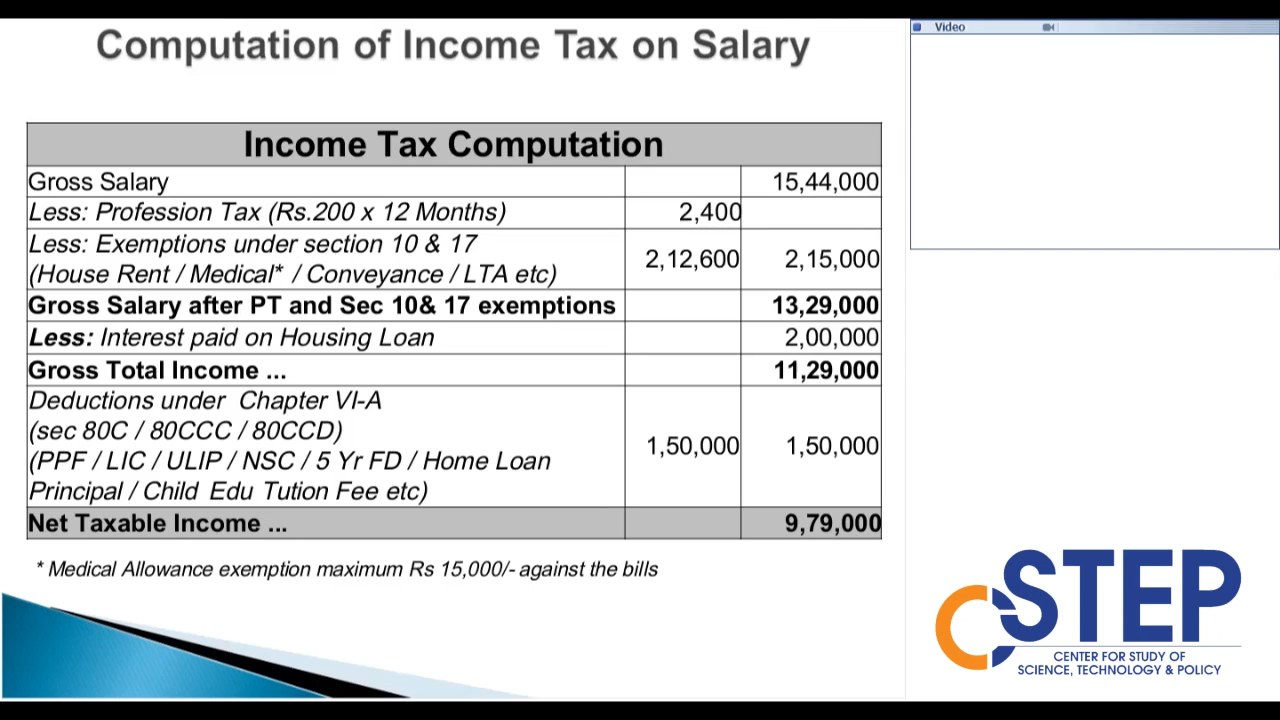 Computation of Income Tax on Salary
Video
Income Tax Computation
Gross Salary 15,44,000
Less: Profession Tax (Rs.200 x 12 Months) 2,400
Less: Exemptions under section 10 & 17
(House Rent / Medical* / Conveyance / LTA etc) 2,12,600 2,15,000
Gross Salary after PT and Sec 10& 17 exemptions 13,29,000
Less: Interest paid on Housing Loan 2,00,000
Gross Total Income ... 11,29,000
Deductions under Chapter VI-A
(sec 80C / 80CCC / 80CCD)
(PPF / LIC / ULIP / NSC / 5 Yr FD / Home Loan
Principal / Child Edu Tution Fee etc) 1,50,000 1,50,000
Net Taxable Income ... 9,79,000
* Medical Allowance exemption maximum Rs 15,000/- against the bills
CSTEP
CENTER FOR STUDY OF
SCIENCE, TECHNOLOGY & POLICY